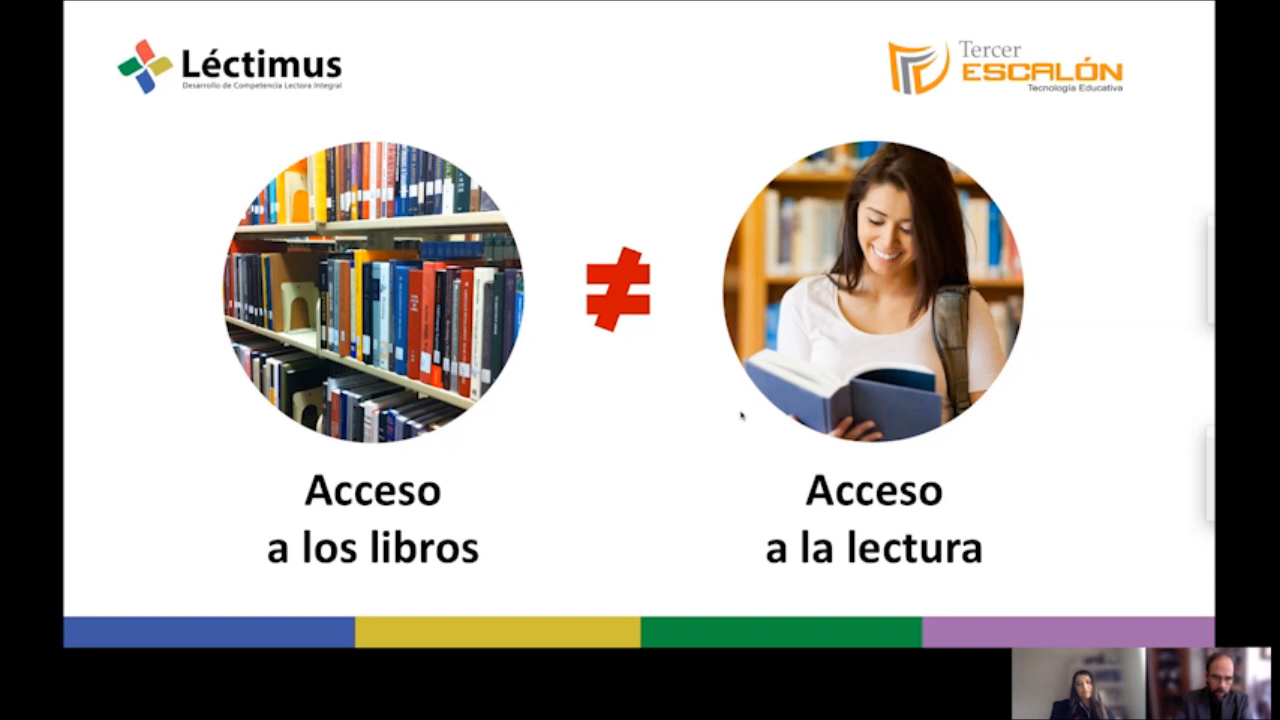 Léctimus
Desarrollo de Competencia Lectora Integral
Tercer
ESCALÓN
Tecnología Educativa
≠
Acceso
a los libros
Acceso
a la lectura